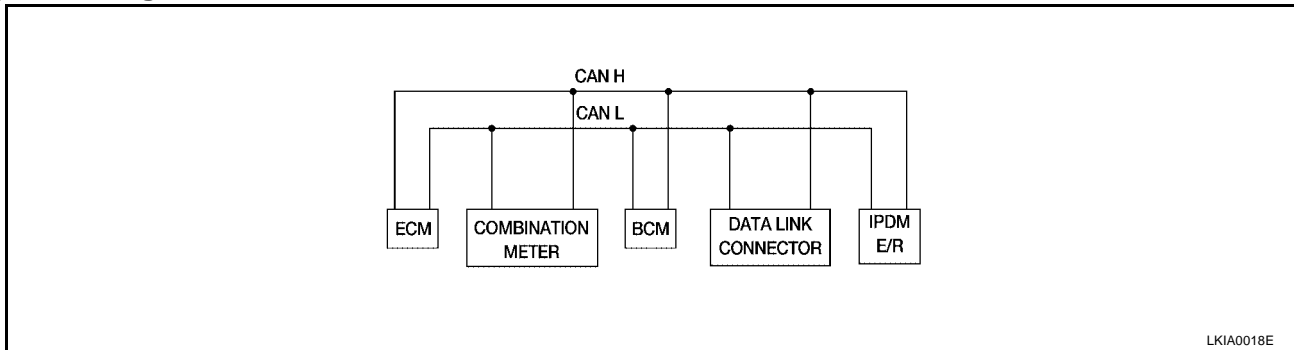 CAN H
CAN L
ECM
COMBINATION
METER
BCM
DATA LINK
CONNECTOR
IPDM
E/R
LKIA0018E